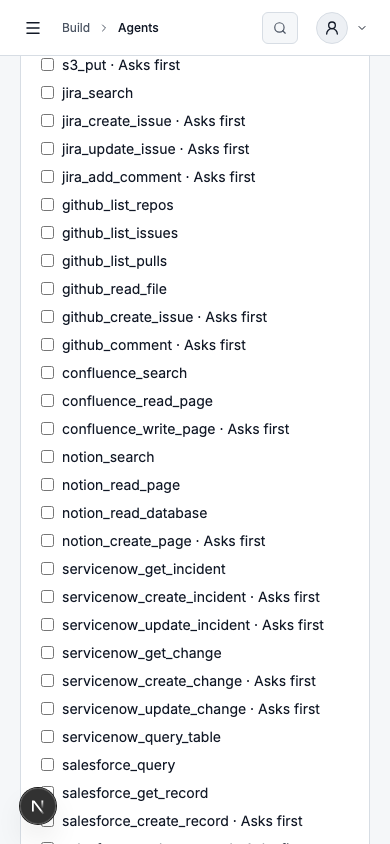 Build > Agents
s3_put · Asks first
jira_search
jira_create_issue · Asks first
jira_update_issue · Asks first
jira_add_comment · Asks first
github_list_repos
github_list_issues
github_list_pulls
github_read_file
github_create_issue · Asks first
github_comment · Asks first
confluence_search
confluence_read_page
confluence_write_page · Asks first
notion_search
notion_read_page
notion_read_database
notion_create_page · Asks first
servicenow_get_incident
servicenow_create_incident · Asks first
servicenow_update_incident · Asks first
servicenow_get_change
servicenow_create_change · Asks first
servicenow_update_change · Asks first
servicenow_query_table
salesforce_query
N
salesforce_get_record
salesforce_create_record · Asks first